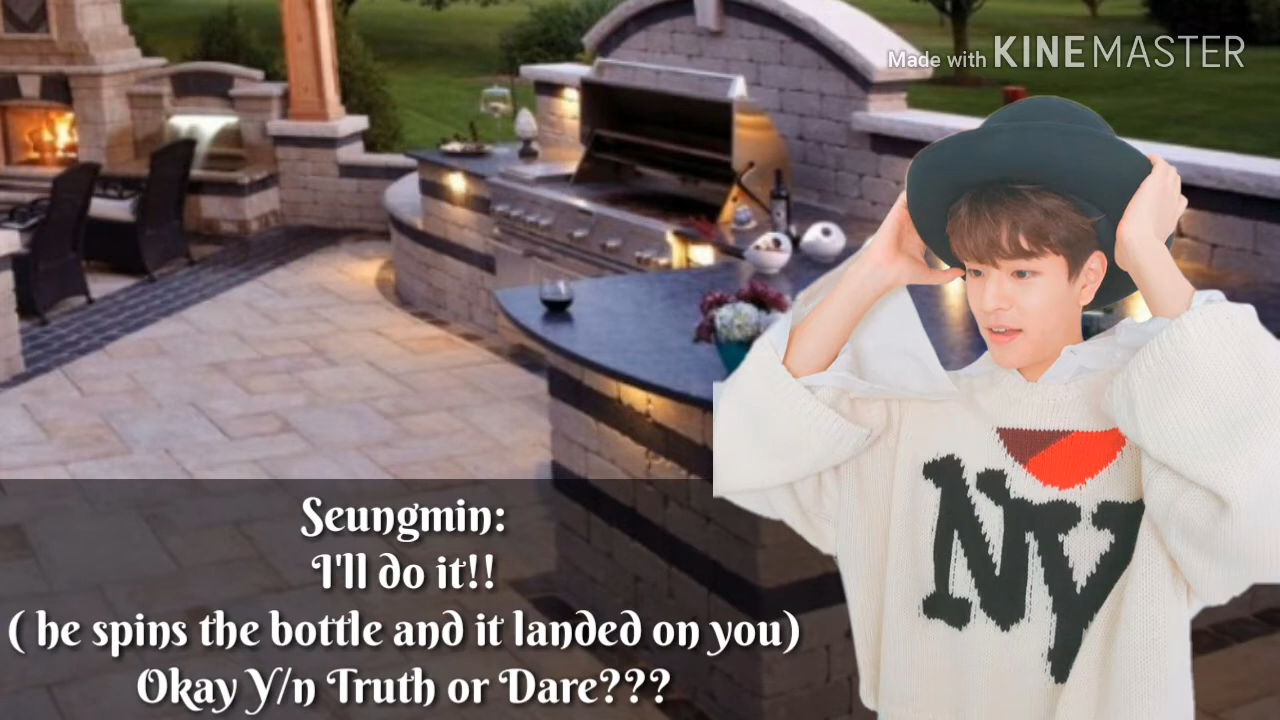 Made with KINEMASTER
NY
Seungmin:
I'll do it!!
( he spins the bottle and it landed on you)
Okay Y/n Truth or Dare???